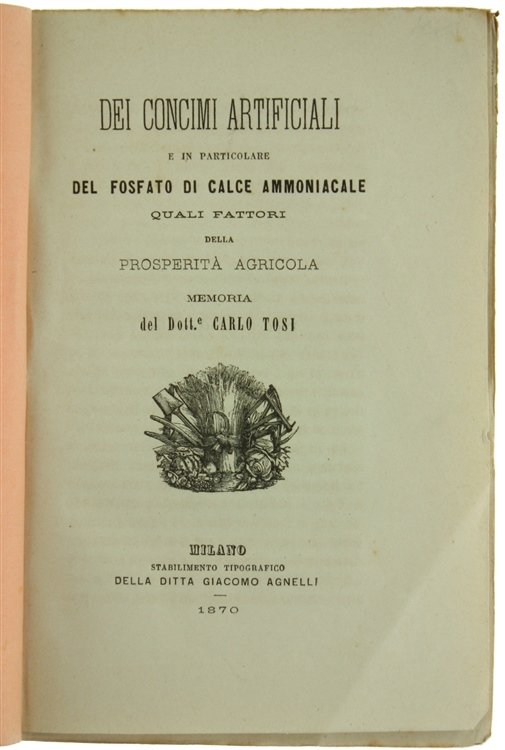 DEI CONCIMI ARTIFICIALI
E IN PARTICOLARE
DEL FOSFATO DI CALCE AMMONIACALE
QUALI FATTORI
DELLA
PROSPERITÀ AGRICOLA
MEMORIA
del Dott.e CARLO TOSI
MILANO
STABILIMENTO TIPOGRAFICO
DELLA DITTA GIACOMO AGNELLI
1870